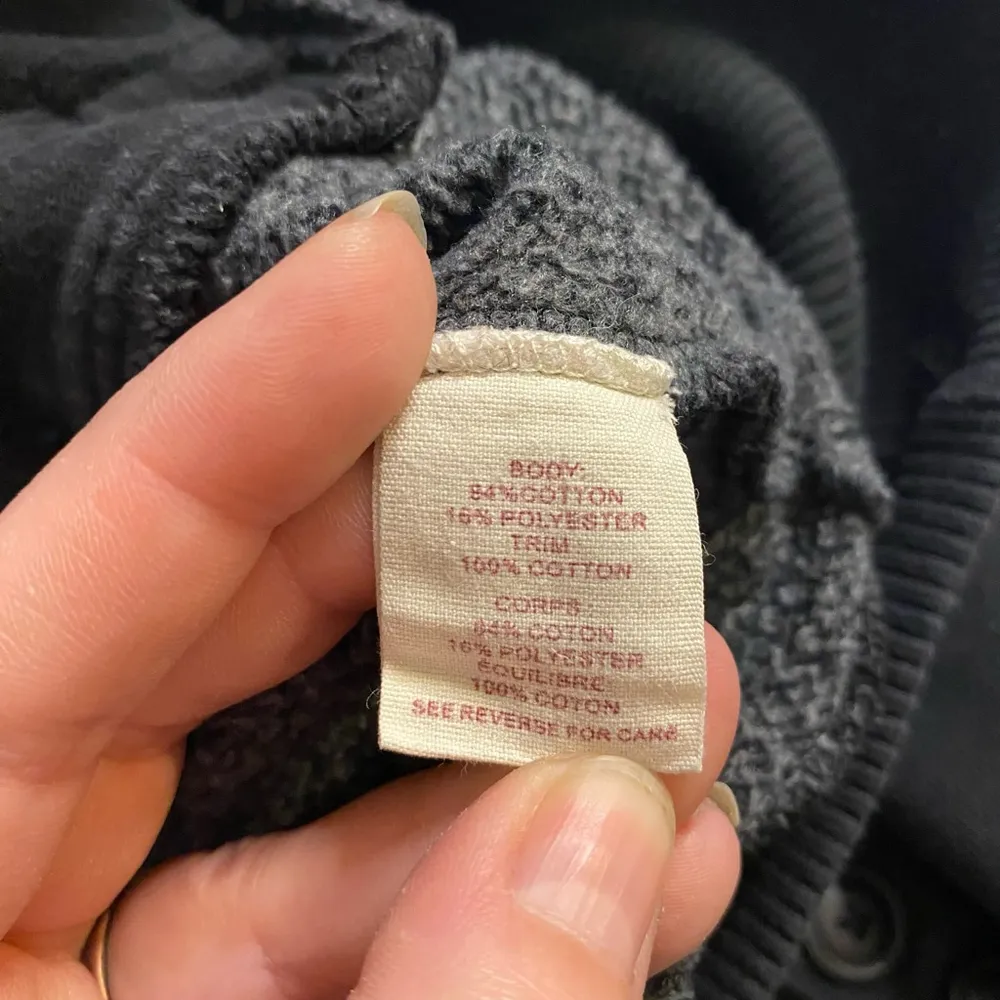 BODY:
84% COTTON
16% POLYESTER
TRIM:
100% COTTON
CORPS:
84% COTON
16% POLYESTER
ÉQUILIBRE
100% COTON
SEE REVERSE FOR CARE